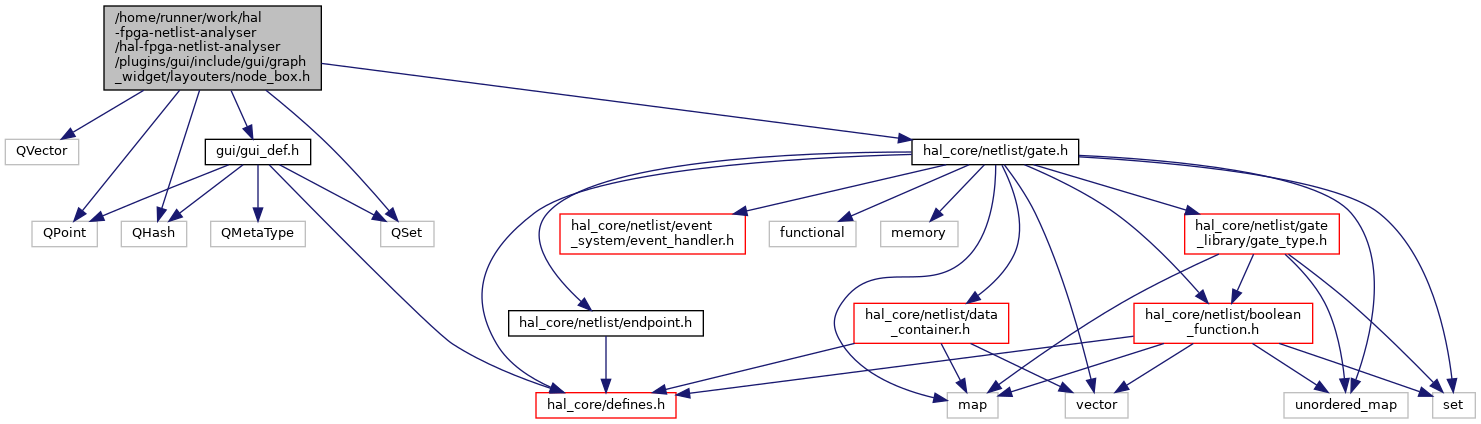 /home/runner/work/hal
-fpga-netlist-analyser
/hal-fpga-netlist-analyser
/plugins/gui/include/gui/graph
_widget/layouters/node_box.h
QVector
gui/gui_def.h
hal_core/netlist/gate.h
QPoint
QHash
QMetaType
QSet
hal_core/netlist/event
_system/event_handler.h
functional
memory
hal_core/netlist/gate
_library/gate_type.h
hal_core/netlist/endpoint.h
hal_core/netlist/data
_container.h
hal_core/netlist/boolean
_function.h
hal_core/defines.h
map
vector
unordered_map
set